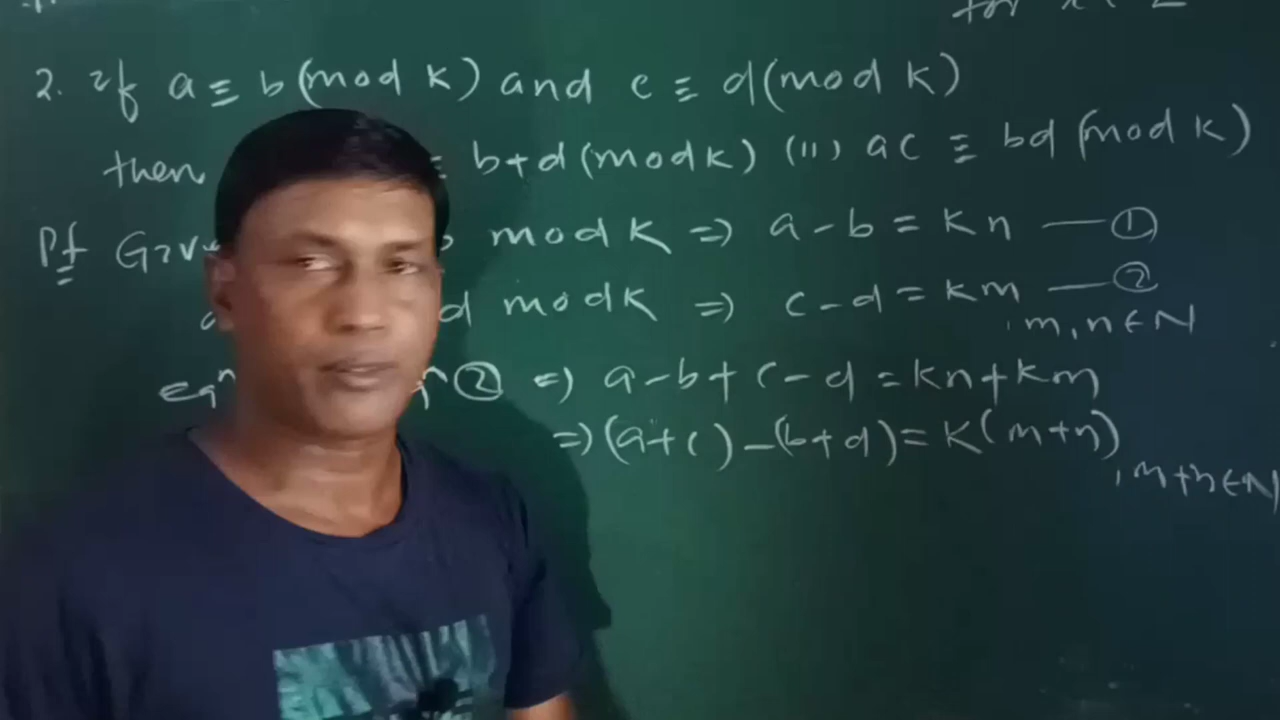 for
2. If a ≡ b (mod k) and c ≡ d (mod k)
then ≡ b+d (mod k) (ii) ac ≡ bd (mod k)
Pf mod k ⇒ a - b = kn — ①
d mod k ⇒ c - d = km — ②
, m, n ∈ N
② ⇒ a - b + c - d = kn + km
⇒ (a+c) - (b+d) = k(m+n)
, m+n ∈ N